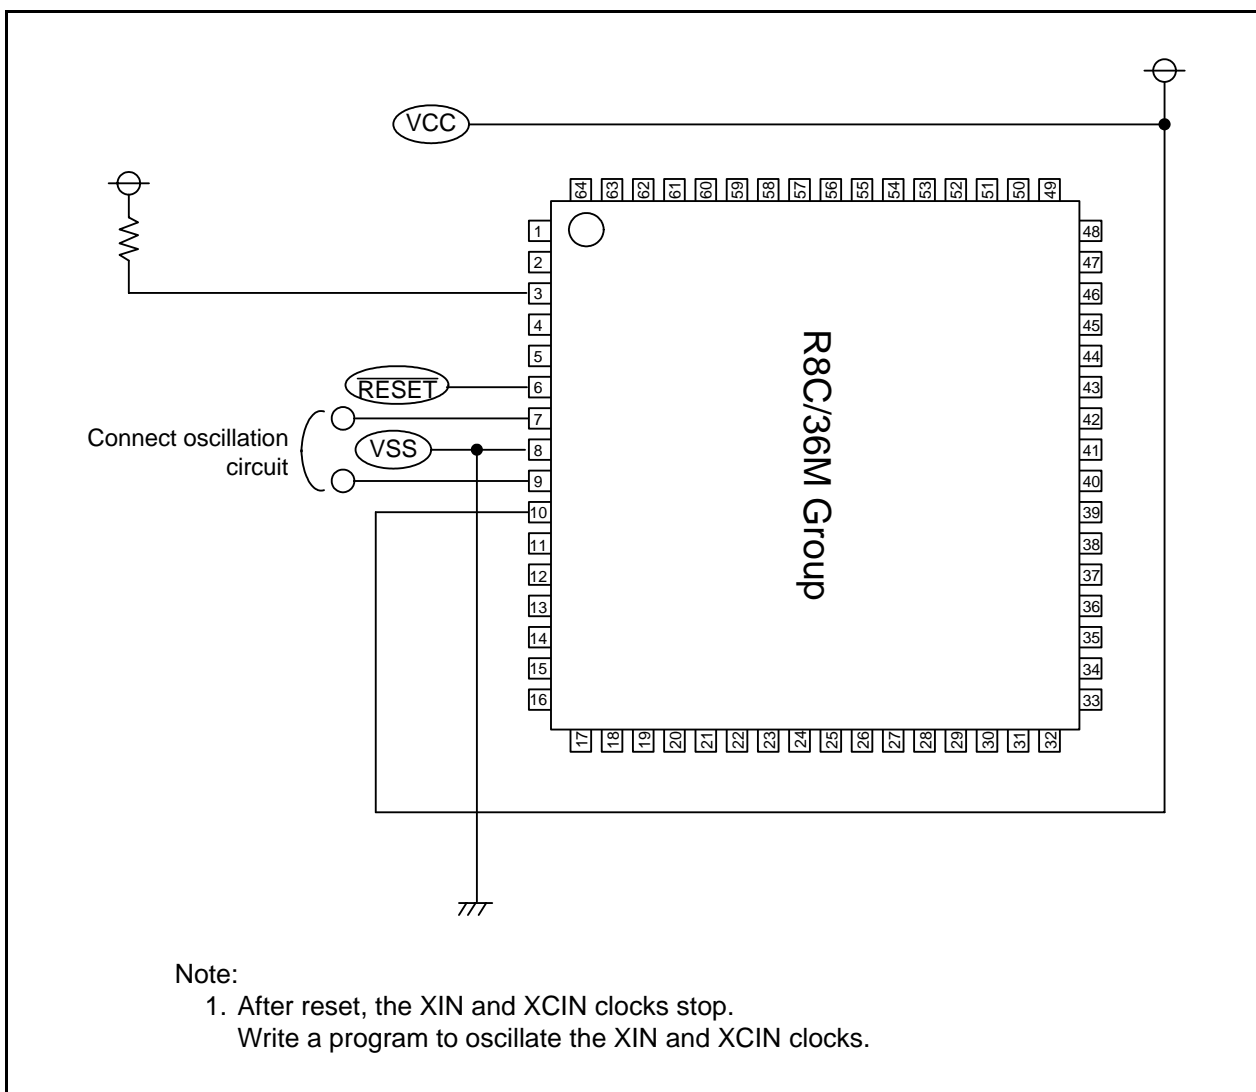 VCC
64 63 62 61 60 59 58 57 56 55 54 53 52 51 50 49
1
2
3
4
5
6
7
8
9
10
11
12
13
14
15
16
48
47
46
45
44
43
42
41
40
39
38
37
36
35
34
33
R8C/36M Group
RESET
Connect oscillation
circuit
VSS
17 18 19 20 21 22 23 24 25 26 27 28 29 30 31 32
Note:
1. After reset, the XIN and XCIN clocks stop.
Write a program to oscillate the XIN and XCIN clocks.